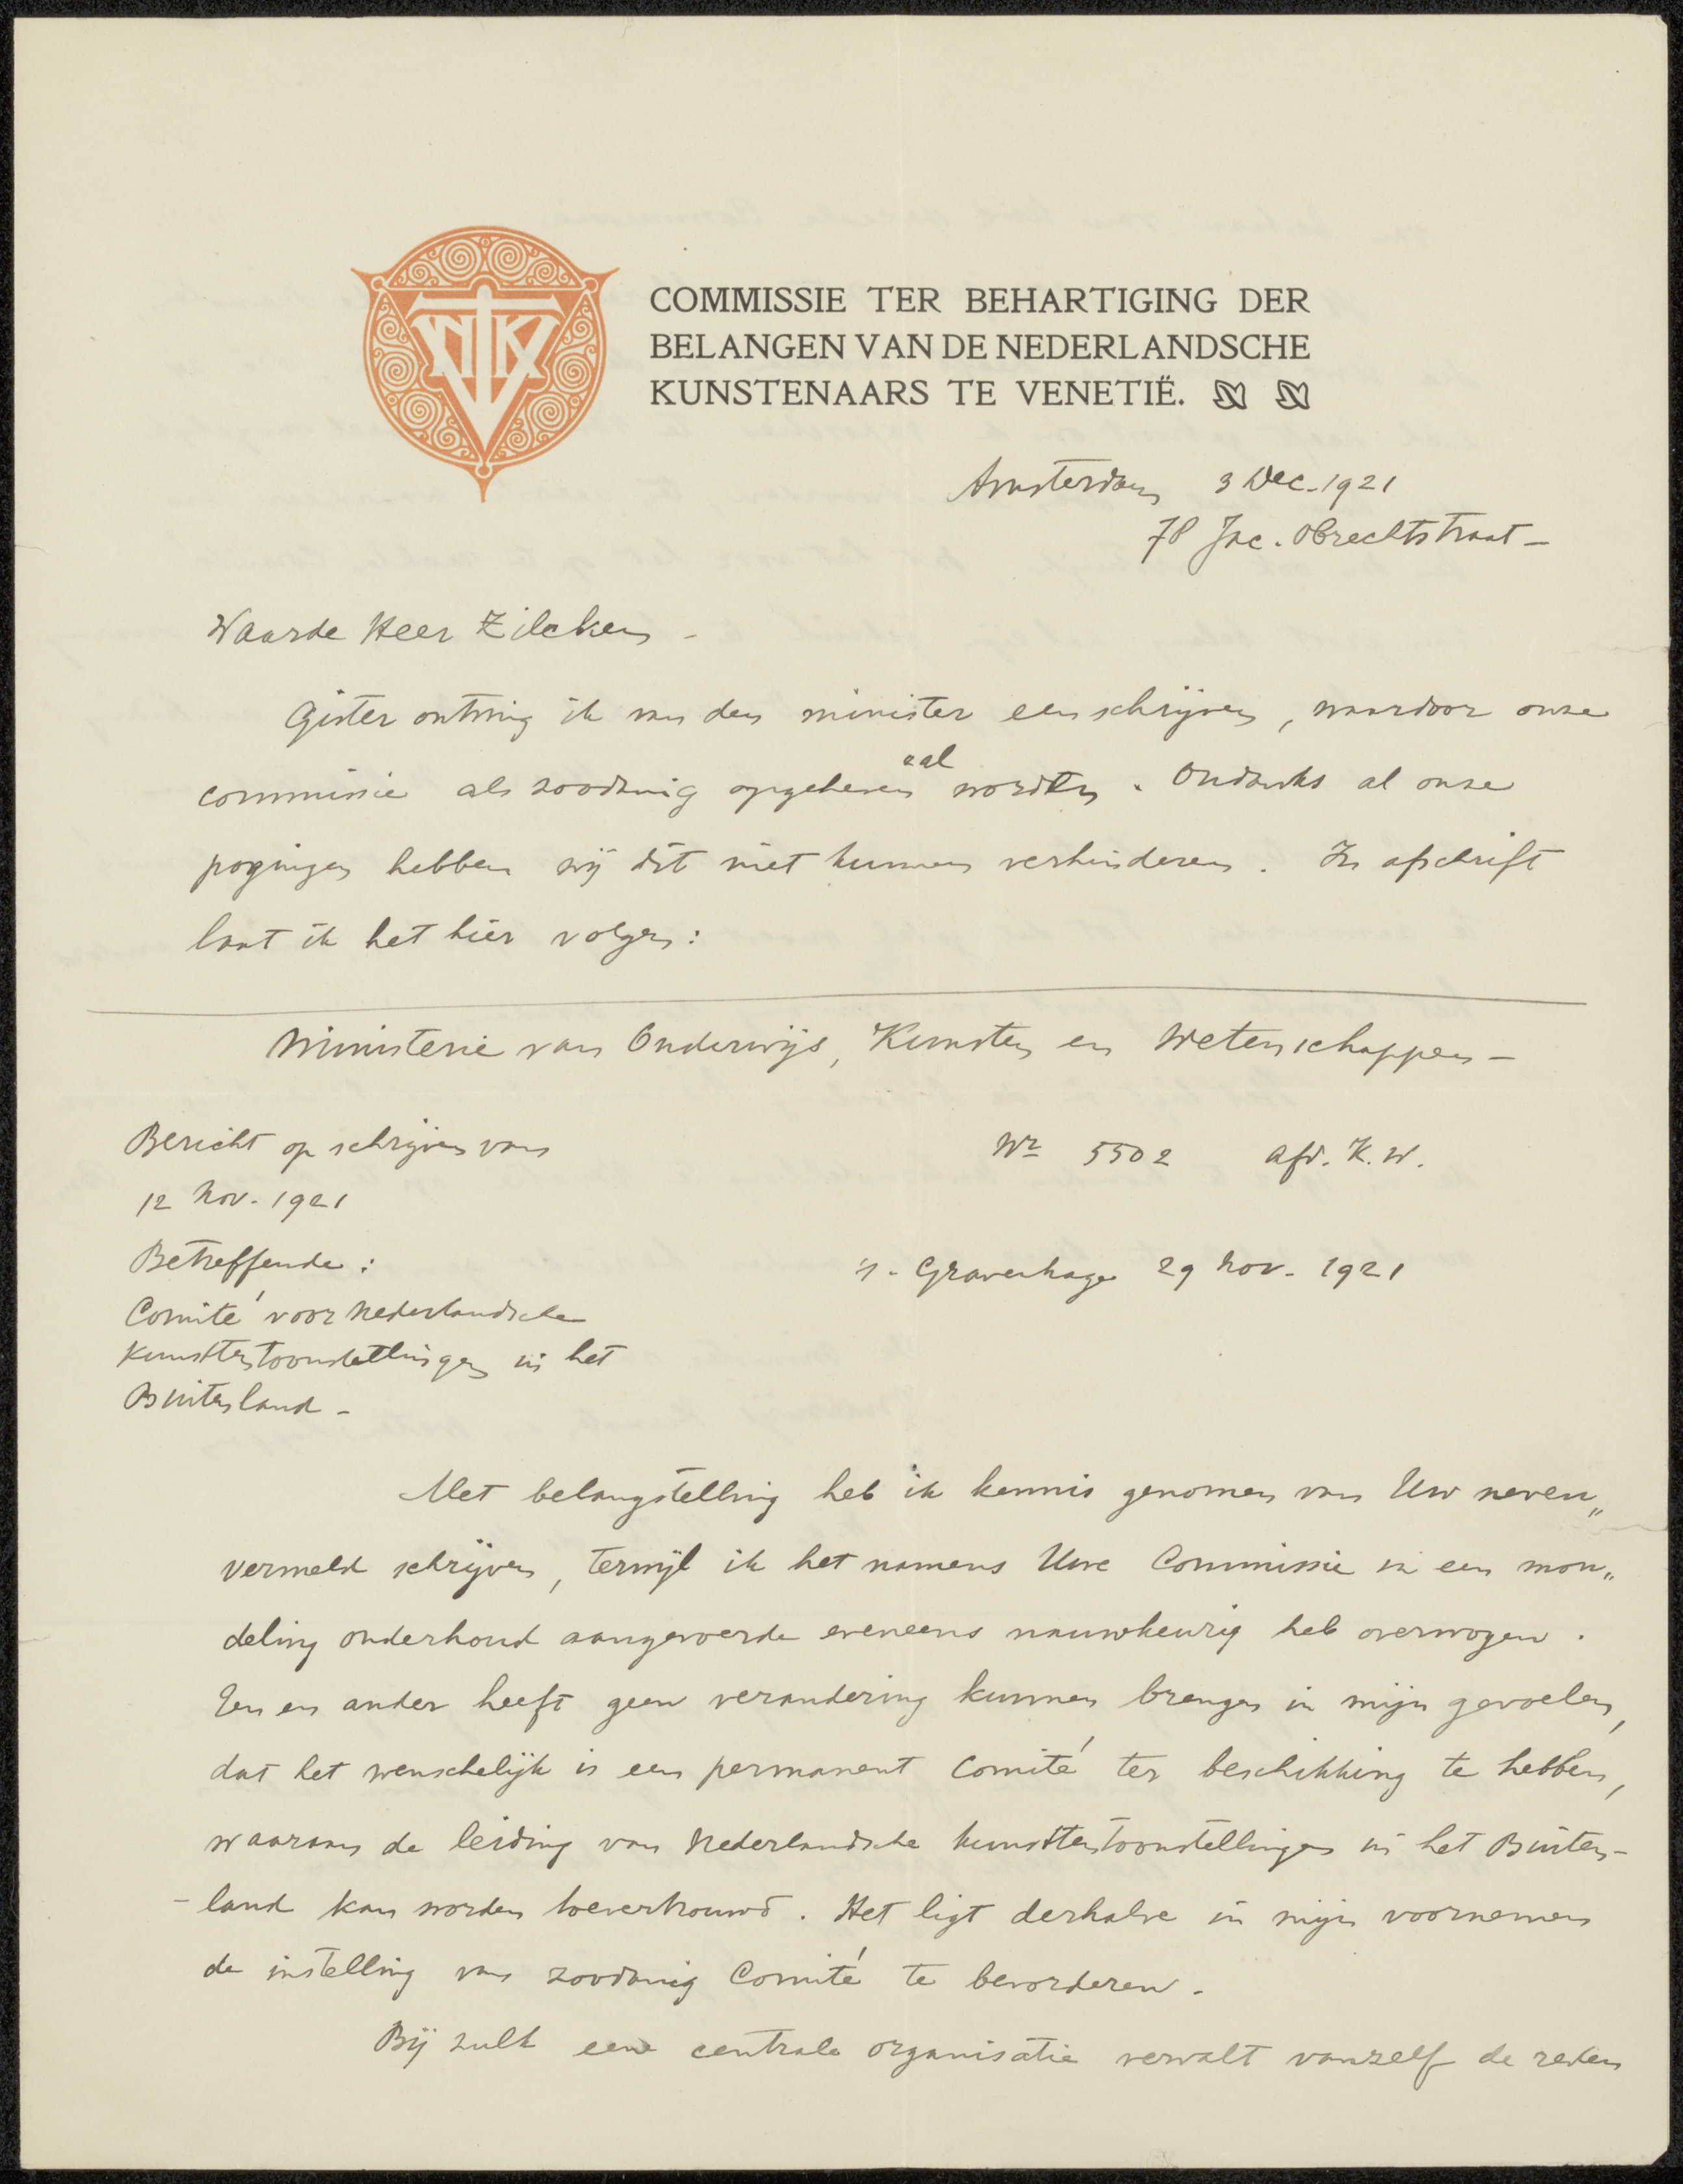 COMMISSIE TER BEHARTIGING DER
BELANGEN VAN DE NEDERLANDSCHE
KUNSTENAARS TE VENETIË.
Amsterdam 3 Dec. 1921
78 Jac. Obrechtstraat –
Waarde Heer Zilcken –
Gister ontving ik van den minister een schrijven, waardoor onze
commissie als zoodanig opgeheven zal worden. Ondanks al onze
pogingen hebben wij dit niet kunnen verhinderen. In afschrift
laat ik het hier volgen:
Ministerie van Onderwijs, Kunsten en Wetenschappen –
Bericht op schrijven van
Nr 5502 Afd. K.W.
12 Nov. 1921
Betreffende:
's-Gravenhage 29 Nov. 1921
Comité voor Nederlandsche
Kunsttentoonstellingen in het
Buitenland –
Met belangstelling heb ik kennis genomen van Uw neven„
vermeld schrijven, terwijl ik het namens Uwe Commissie in een mon„
deling onderhoud aangevoerde eveneens nauwkeurig heb overwogen.
Een en ander heeft geen verandering kunnen brengen in mijn gevoelen,
dat het wenschelijk is een permanent Comité ter beschikking te hebben,
waaraan de leiding van Nederlandsche kunsttentoonstellingen in het Buiten-
-land kan worden toevertrouwd. Het ligt derhalve in mijn voornemen
de instelling van zoodanig Comité te bevorderen.
Bij zulk eene centrale organisatie vervalt vanzelf de reden